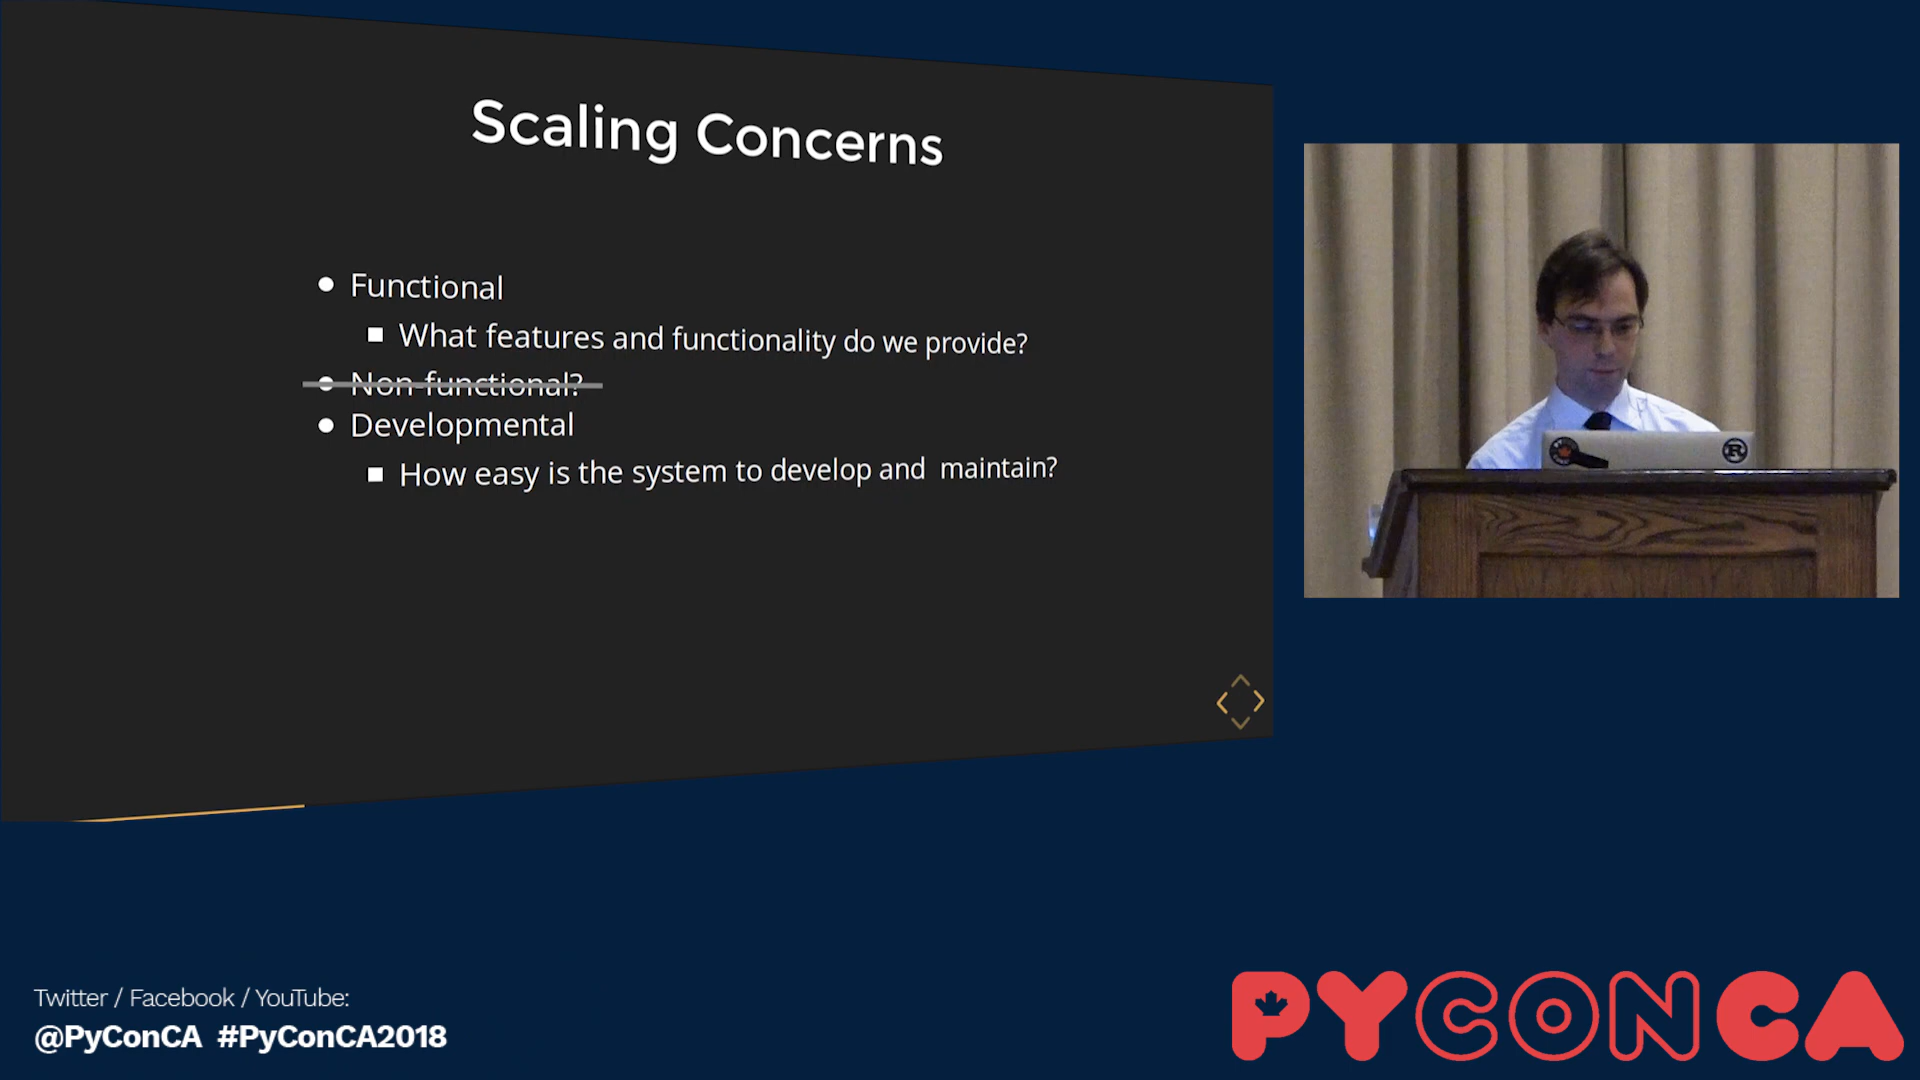 Scaling Concerns
Functional
What features and functionality do we provide?
Non-functional?
Developmental
How easy is the system to develop and maintain?
Twitter / Facebook / YouTube:
@PyConCA #PyConCA2018
PYCONCA